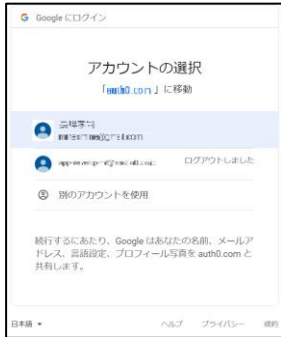 Google にログイン
アカウントの選択
「auth0.com」に移動
ログアウトしました
別のアカウントを使用
続行するにあたり、Google はあなたの名前、メールア
ドレス、言語設定、プロフィール写真を auth0.com と
共有します。
日本語
ヘルプ プライバシー 規約